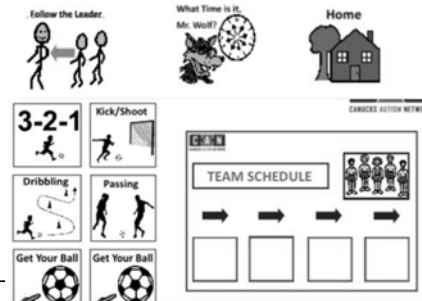 Follow the Leader
What Time is it,
Mr. Wolf?
Home
3-2-1
Kick/Shoot
Dribbling
Passing
Get Your Ball
Get Your Ball
CANUCKS AUTISM NETW
CAN
TEAM SCHEDULE